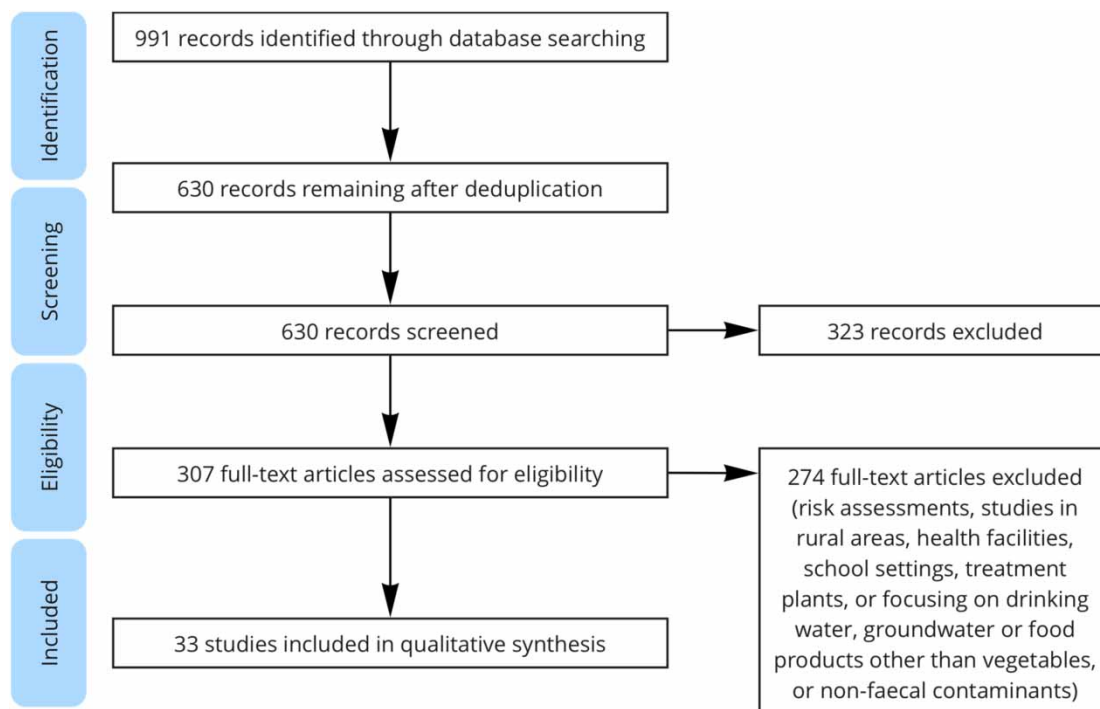 Identification
991 records identified through database searching
630 records remaining after deduplication
Screening
630 records screened
323 records excluded
Eligibility
307 full-text articles assessed for eligibility
274 full-text articles excluded
(risk assessments, studies in
rural areas, health facilities,
school settings, treatment
plants, or focusing on drinking
water, groundwater or food
products other than vegetables,
or non-faecal contaminants)
Included
33 studies included in qualitative synthesis